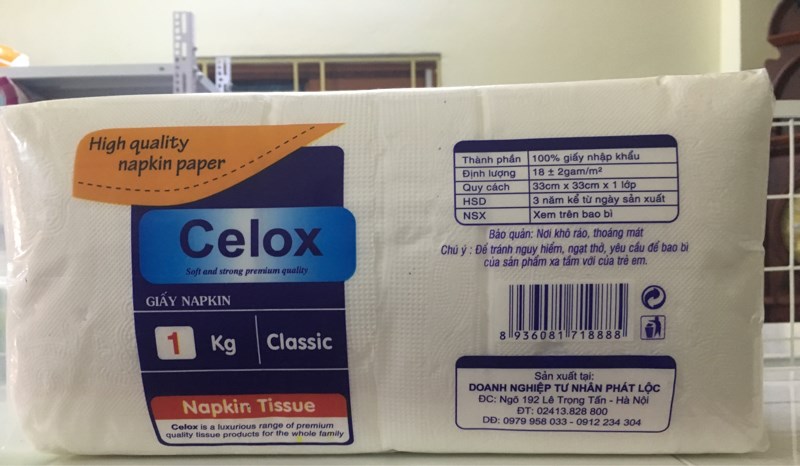 High quality
napkin paper
Celox
Soft and strong premium quality
GIẤY NAPKIN
1 Kg Classic
Napkin Tissue
Celox is a luxurious range of premium
quality tissue products for the whole family
Thành phần 100% giấy nhập khẩu
Định lượng 18 ± 2gam/m²
Quy cách 33cm x 33cm x 1 lớp
HSD 3 năm kể từ ngày sản xuất
NSX Xem trên bao bì
Bảo quản: Nơi khô ráo, thoáng mát
Chú ý : Để tránh nguy hiểm, ngạt thở, yêu cầu để bao bì
của sản phẩm xa tầm với của trẻ em.
8 936081 718888
Sản xuất tại:
DOANH NGHIỆP TƯ NHÂN PHÁT LỘC
ĐC: Ngõ 192 Lê Trọng Tấn - Hà Nội
ĐT: 02413.828 800
DĐ: 0979 958 033 - 0912 234 304